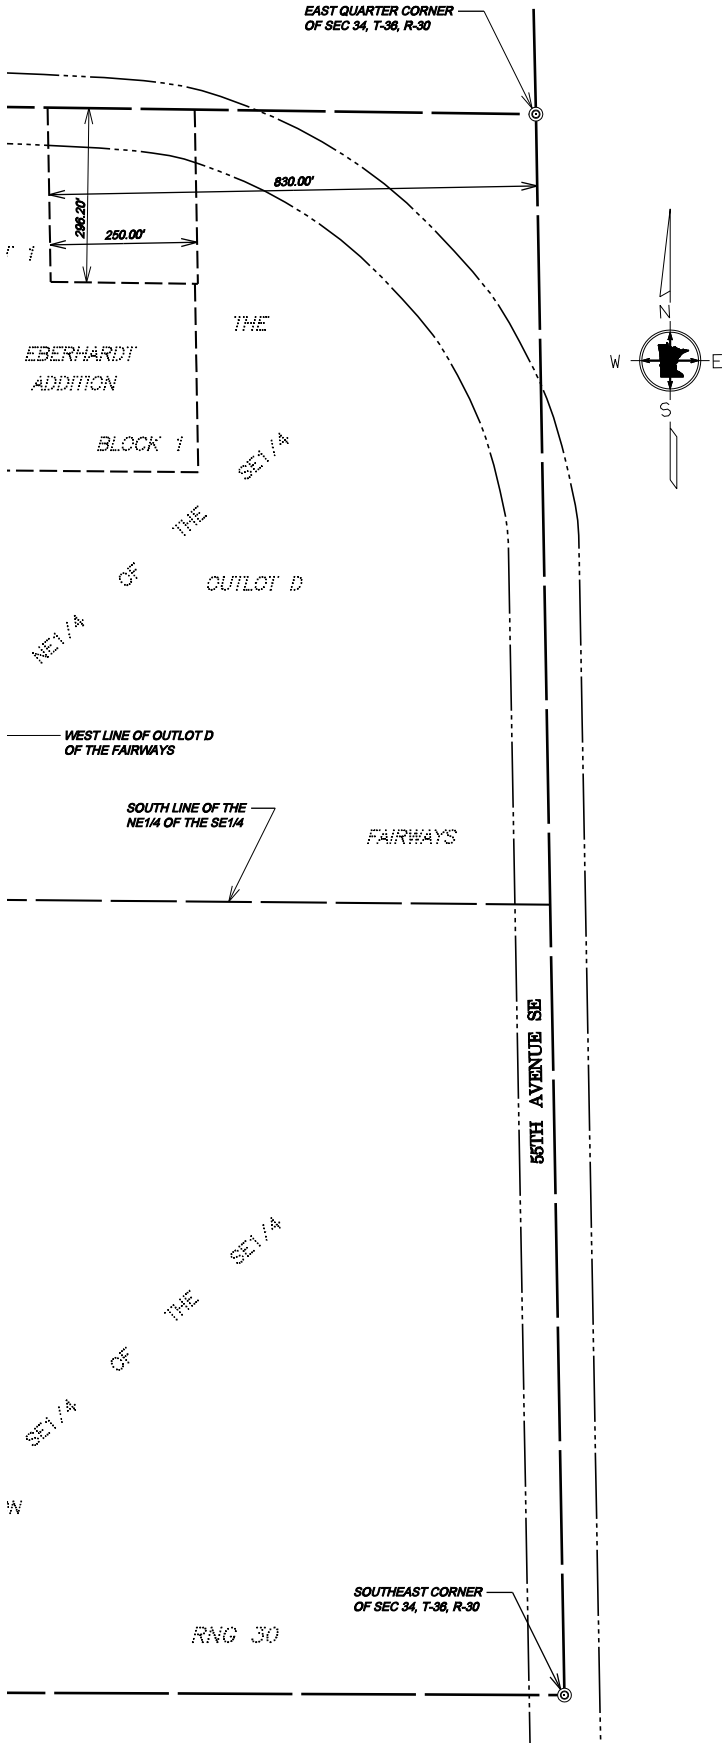 EAST QUARTER CORNER
OF SEC 34, T-36, R-30
830.00'
296.20'
250.00'
1
THE
EBERHARDT
ADDITION
BLOCK 1
N
W
E
S
NE1/4 OF THE SE1/4
OUTLOT D
WEST LINE OF OUTLOT D
OF THE FAIRWAYS
SOUTH LINE OF THE
NE1/4 OF THE SE1/4
FAIRWAYS
55TH AVENUE SE
SE1/4 OF THE SE1/4
W
SOUTHEAST CORNER
OF SEC 34, T-36, R-30
RNG 30